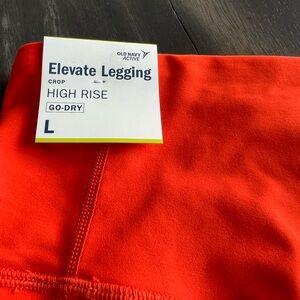 OLD NAVY
ACTIVE
Elevate Legging
CROP
HIGH RISE
GO-DRY
L